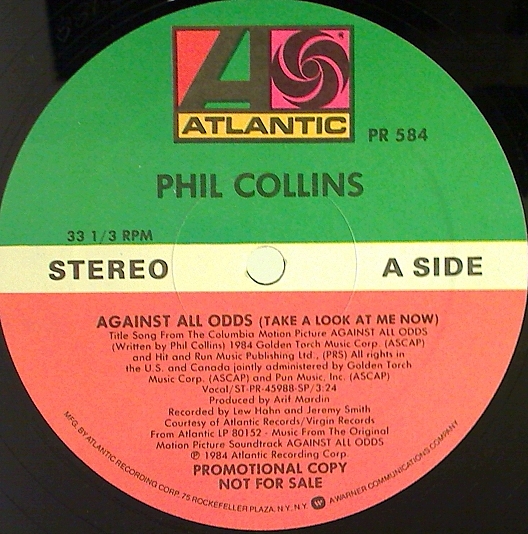 ATLANTIC
PR 584
PHIL COLLINS
33 1/3 RPM
STEREO
A SIDE
AGAINST ALL ODDS (TAKE A LOOK AT ME NOW)
Title Song From The Columbia Motion Picture AGAINST ALL ODDS
(Written by Phil Collins) 1984 Golden Torch Music Corp. (ASCAP)
and Hit and Run Music Publishing Ltd., (PRS) All rights in
the U.S. and Canada jointly administered by Golden Torch
Music Corp. (ASCAP) and Pun Music, Inc. (ASCAP)
Vocal/ST-PR-45988-SP/3:24
Produced by Arif Mardin
Recorded by Lew Hahn and Jeremy Smith
Courtesy of Atlantic Records/Virgin Records
From Atlantic LP 80152 - Music From The Original
Motion Picture Soundtrack AGAINST ALL ODDS
℗ 1984 Atlantic Recording Corp.
PROMOTIONAL COPY
NOT FOR SALE
MFG. BY ATLANTIC RECORDING CORP. 75 ROCKEFELLER PLAZA, N.Y. N.Y. A WARNER COMMUNICATIONS COMPANY